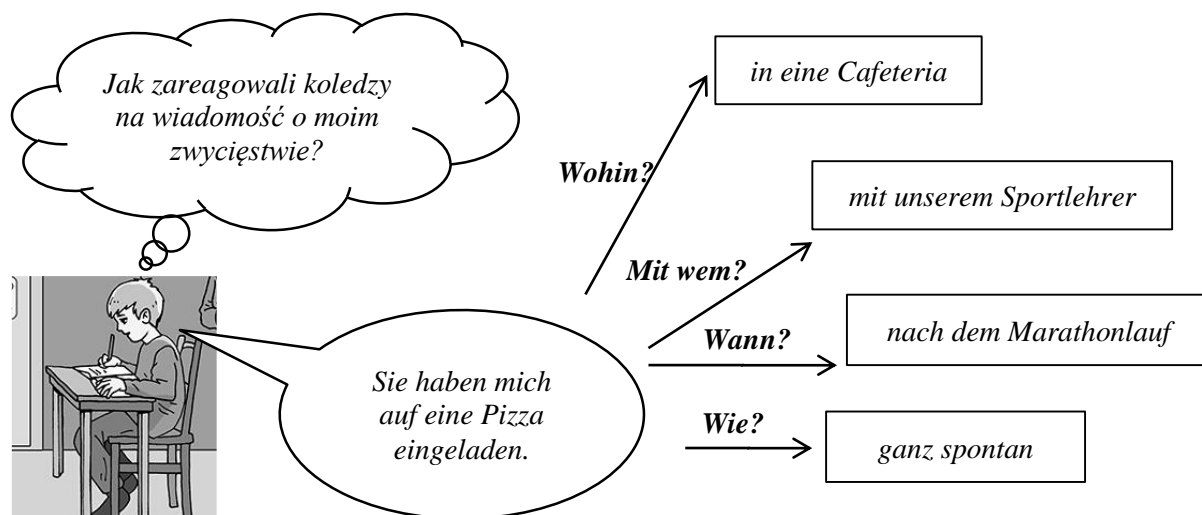 Jak zareagowali koledzy
na wiadomość o moim
zwycięstwie?
Sie haben mich
auf eine Pizza
eingeladen.
Wohin?
in eine Cafeteria
Mit wem?
mit unserem Sportlehrer
Wann?
nach dem Marathonlauf
Wie?
ganz spontan